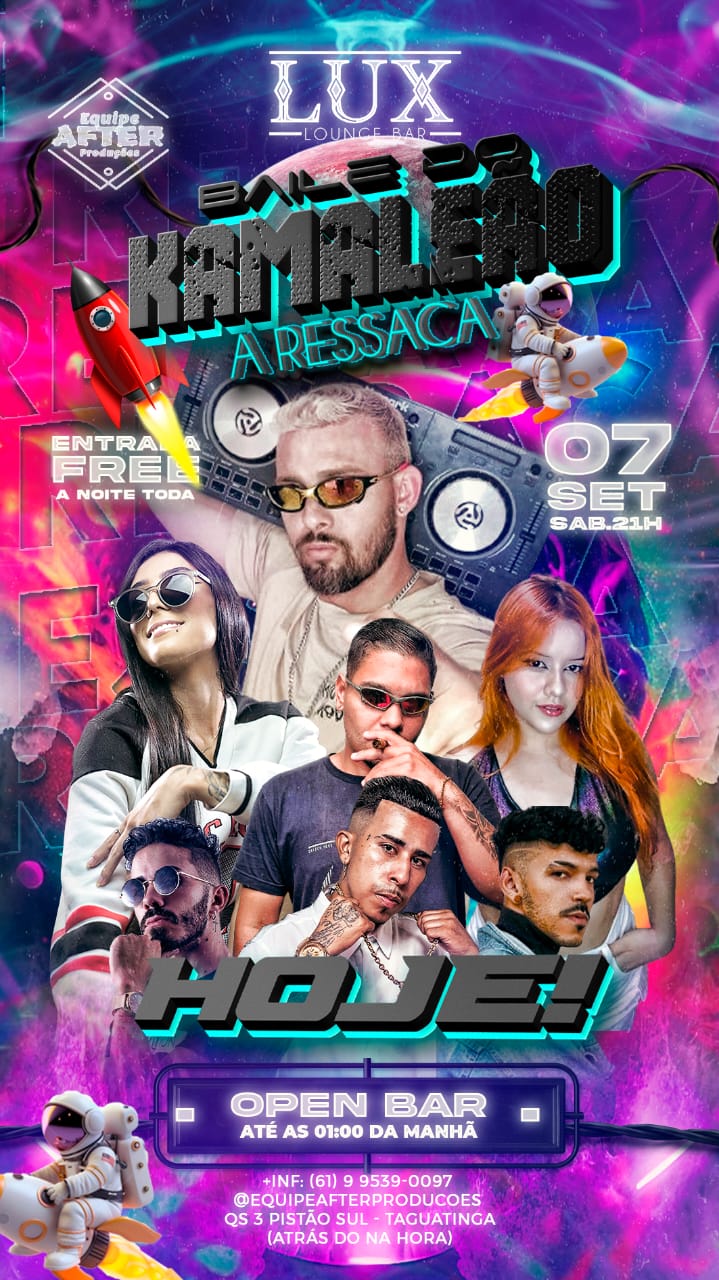 LUX
LOUNGE BAR
Equipe
AFTER
Produções
BAILE DO
KAMALEÃO
A RESSACA
ENTRADA
FREE
A NOITE TODA
07
SET
SAB.21H
HOJE!
OPEN BAR
ATÉ AS 01:00 DA MANHÃ
+INF: (61) 9 9539-0097
@EQUIPEAFTERPRODUCOES
QS 3 PISTÃO SUL - TAGUATINGA
(ATRÁS DO NA HORA)